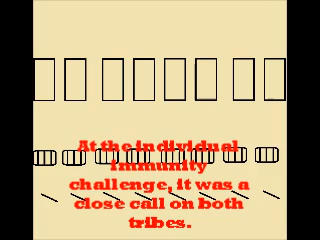 At the individual
immunity
challenge, it was a
close call on both
tribes.